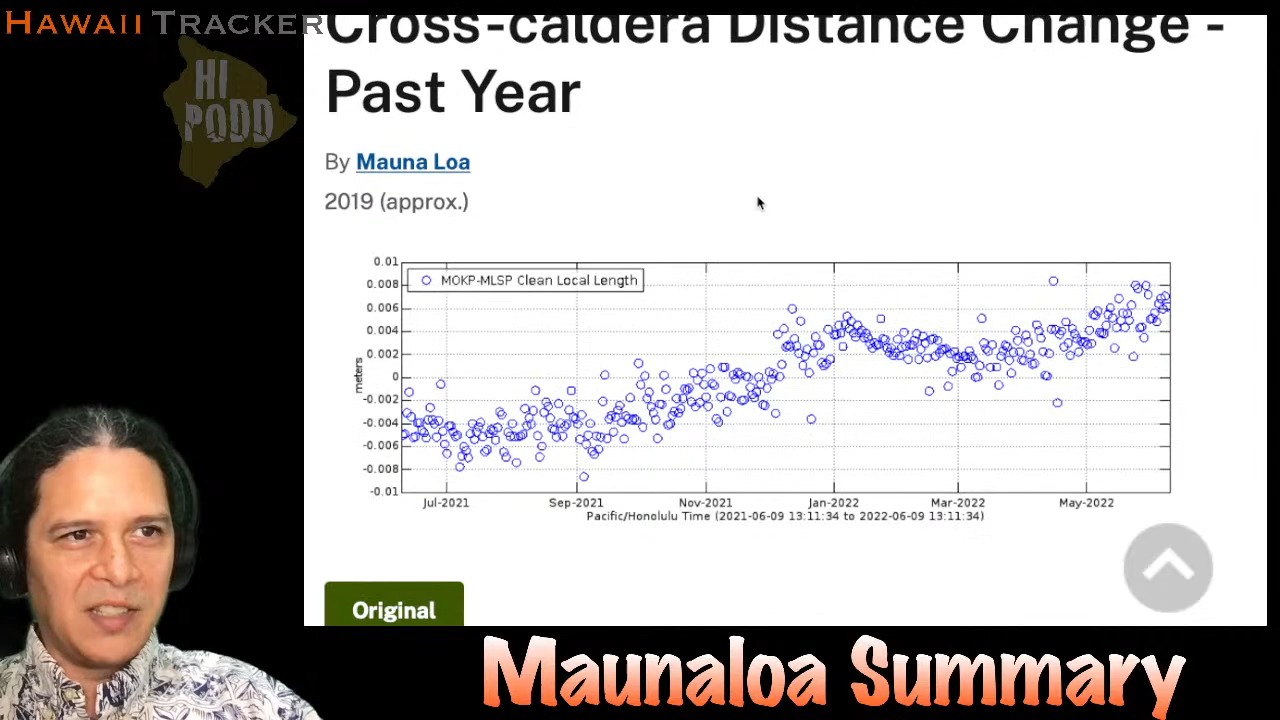 HAWAII TRACKER
HI
PODD
Cross-caldera Distance Change -
Past Year
By Mauna Loa
2019 (approx.)
MOKP-MLSP Clean Local Length
meters
0.01
0.008
0.006
0.004
0.002
0
-0.002
-0.004
-0.006
-0.008
-0.01
Jul-2021 Sep-2021 Nov-2021 Jan-2022 Mar-2022 May-2022
Pacific/Honolulu Time (2021-06-09 13:11:34 to 2022-06-09 13:11:34)
Original
Maunaloa Summary